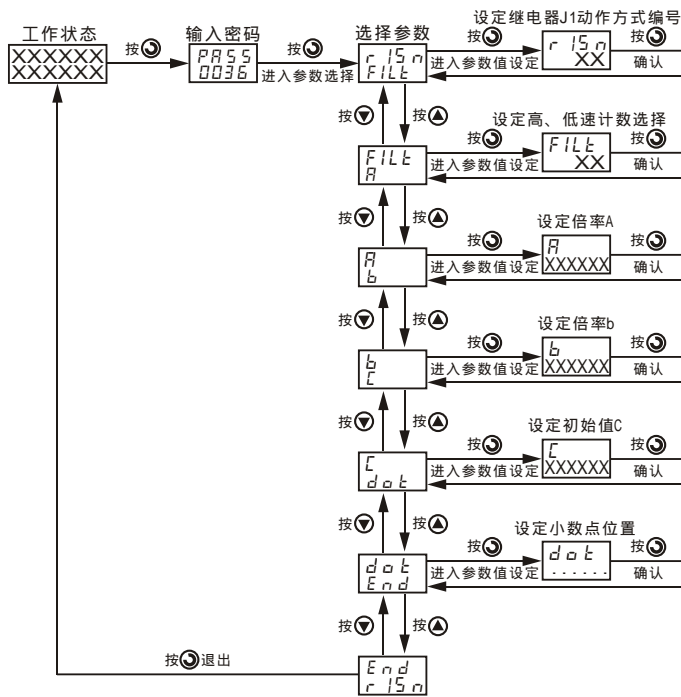 工作状态
输入密码
选择参数
设定继电器J1动作方式编号
XXXXXX
XXXXXX
按
PASS
0036
按
进入参数选择
r 1Sn
FILt
按
进入参数值设定
r 1Sn
XX
按
确认
按
按
设定高、低速计数选择
FILt
A
按
进入参数值设定
FILt
XX
按
确认
按
按
设定倍率A
A
b
按
进入参数值设定
A
XXXXXX
按
确认
按
按
设定倍率b
b
C
按
进入参数值设定
b
XXXXXX
按
确认
按
按
设定初始值C
C
dot
按
进入参数值设定
C
XXXXXX
按
确认
按
按
设定小数点位置
dot
End
按
进入参数值设定
dot
......
按
确认
按
按
按退出
End
r 1Sn